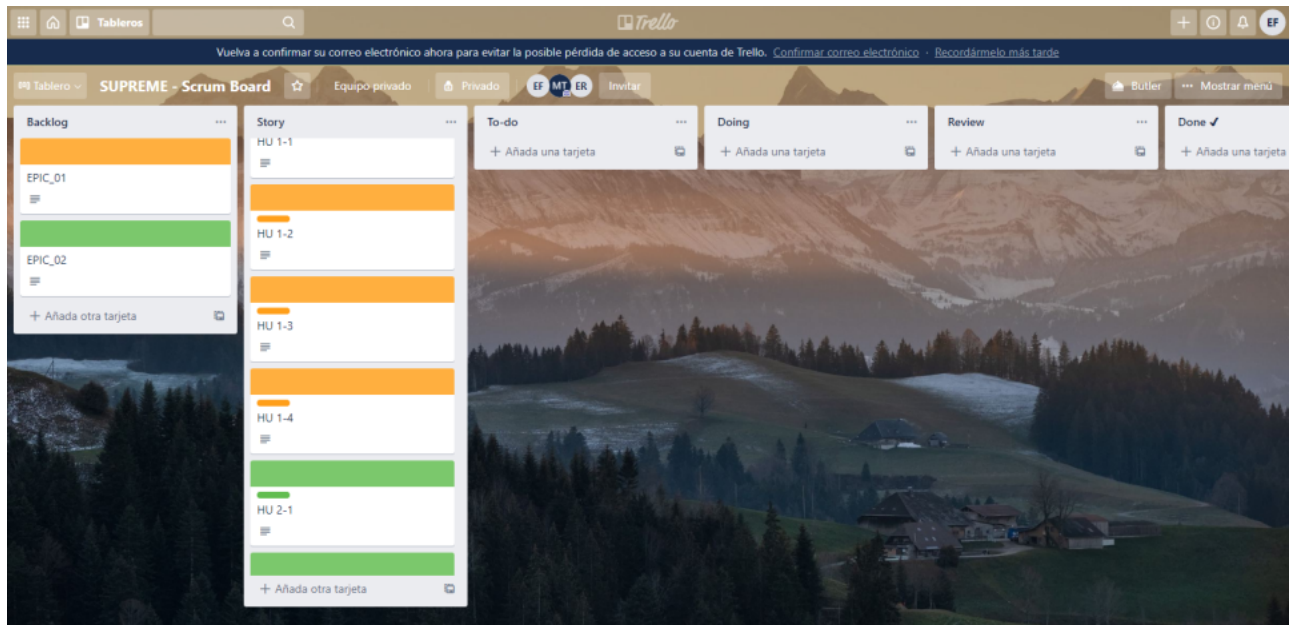 Tableros
Trello
EF
Vuelva a confirmar su correo electrónico ahora para evitar la posible pérdida de acceso a su cuenta de Trello. Confirmar correo electrónico · Recordármelo más tarde
Tablero
SUPREME - Scrum Board
Equipo privado
Privado
EF MT ER
Invitar
Butler
··· Mostrar menú
Backlog ···
EPIC_01
EPIC_02
+ Añada otra tarjeta
Story ···
HU 1-1
HU 1-2
HU 1-3
HU 1-4
HU 2-1
+ Añada otra tarjeta
To-do ···
+ Añada una tarjeta
Doing ···
+ Añada una tarjeta
Review ···
+ Añada una tarjeta
Done ✓
+ Añada una tarjeta